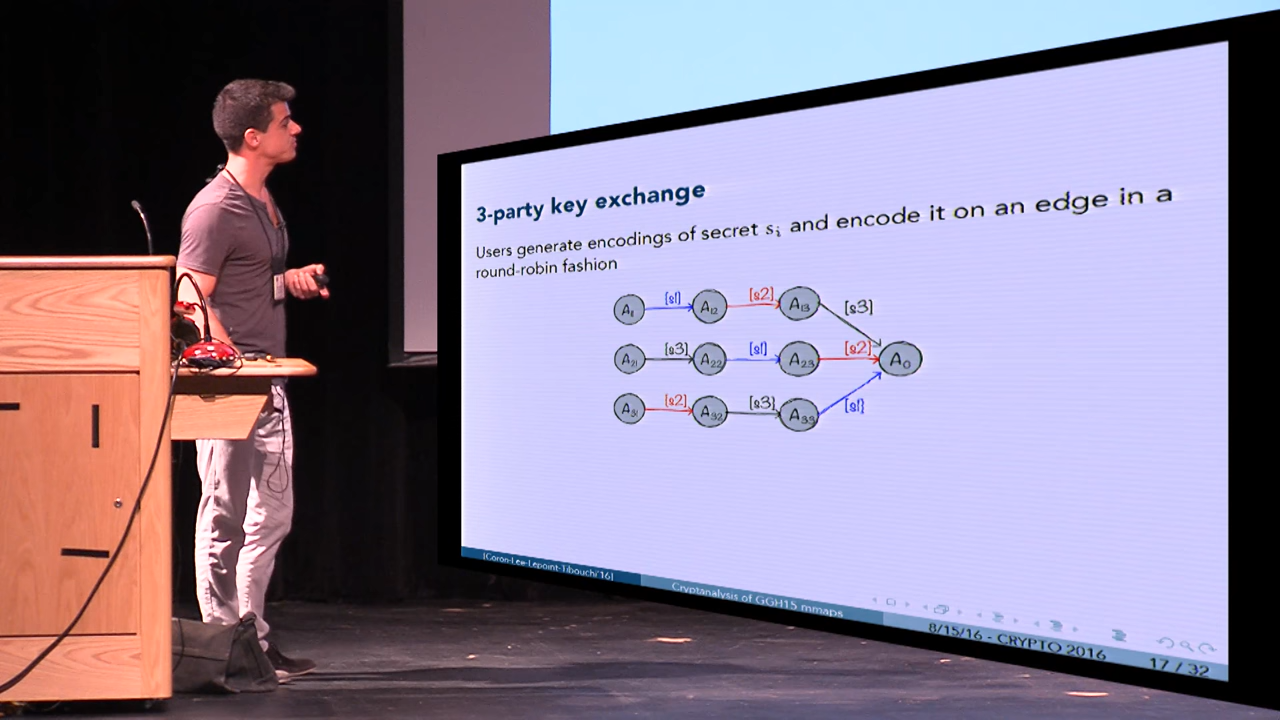 3-party key exchange
Users generate encodings of secret sᵢ and encode it on an edge in a
round-robin fashion
A₁₁ [s1] A₁₂ [s2] A₁₃ [s3]
A₂₁ [s3] A₂₂ [s1] A₂₃ [s2] A₀
A₃₁ [s2] A₃₂ [s3] A₃₃ [s1]
[Coron-Lee-Lepoint-Tibouchi'16]
Cryptanalysis of GGH15 mmaps
8/15/16 - CRYPTO 2016
17 / 32